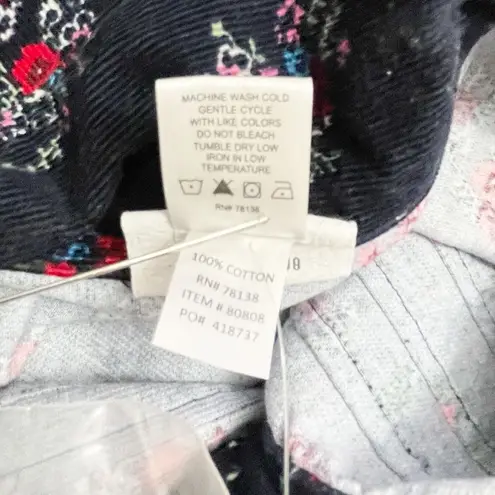 MACHINE WASH COLD
GENTLE CYCLE
WITH LIKE COLORS
DO NOT BLEACH
TUMBLE DRY LOW
IRON IN LOW
TEMPERATURE
RN# 78138
100% COTTON
RN# 78138
ITEM # 80808
PO# 418737